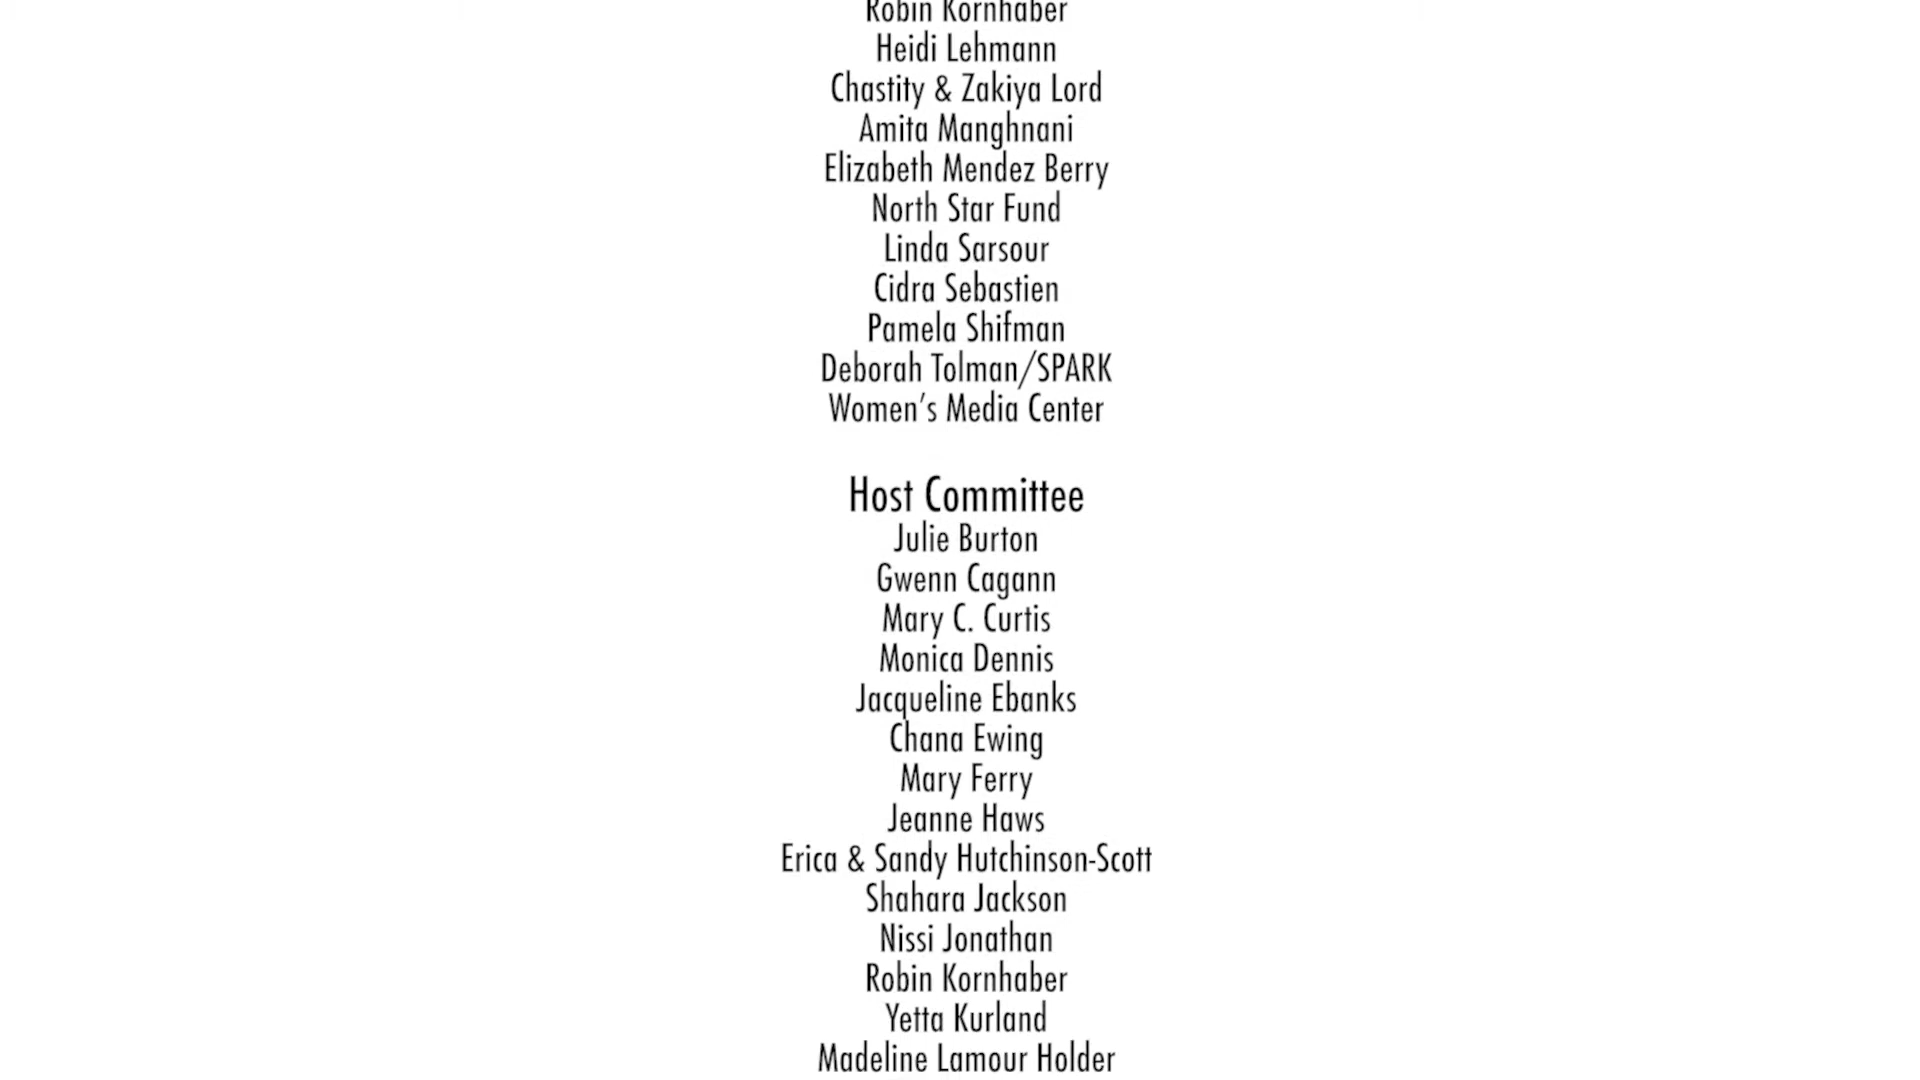 Robin Kornhaber
Heidi Lehmann
Chastity & Zakiya Lord
Amita Manghnani
Elizabeth Mendez Berry
North Star Fund
Linda Sarsour
Cidra Sebastien
Pamela Shifman
Deborah Tolman/SPARK
Women’s Media Center
Host Committee
Julie Burton
Gwenn Cagann
Mary C. Curtis
Monica Dennis
Jacqueline Ebanks
Chana Ewing
Mary Ferry
Jeanne Haws
Erica & Sandy Hutchinson-Scott
Shahara Jackson
Nissi Jonathan
Robin Kornhaber
Yetta Kurland
Madeline Lamour Holder